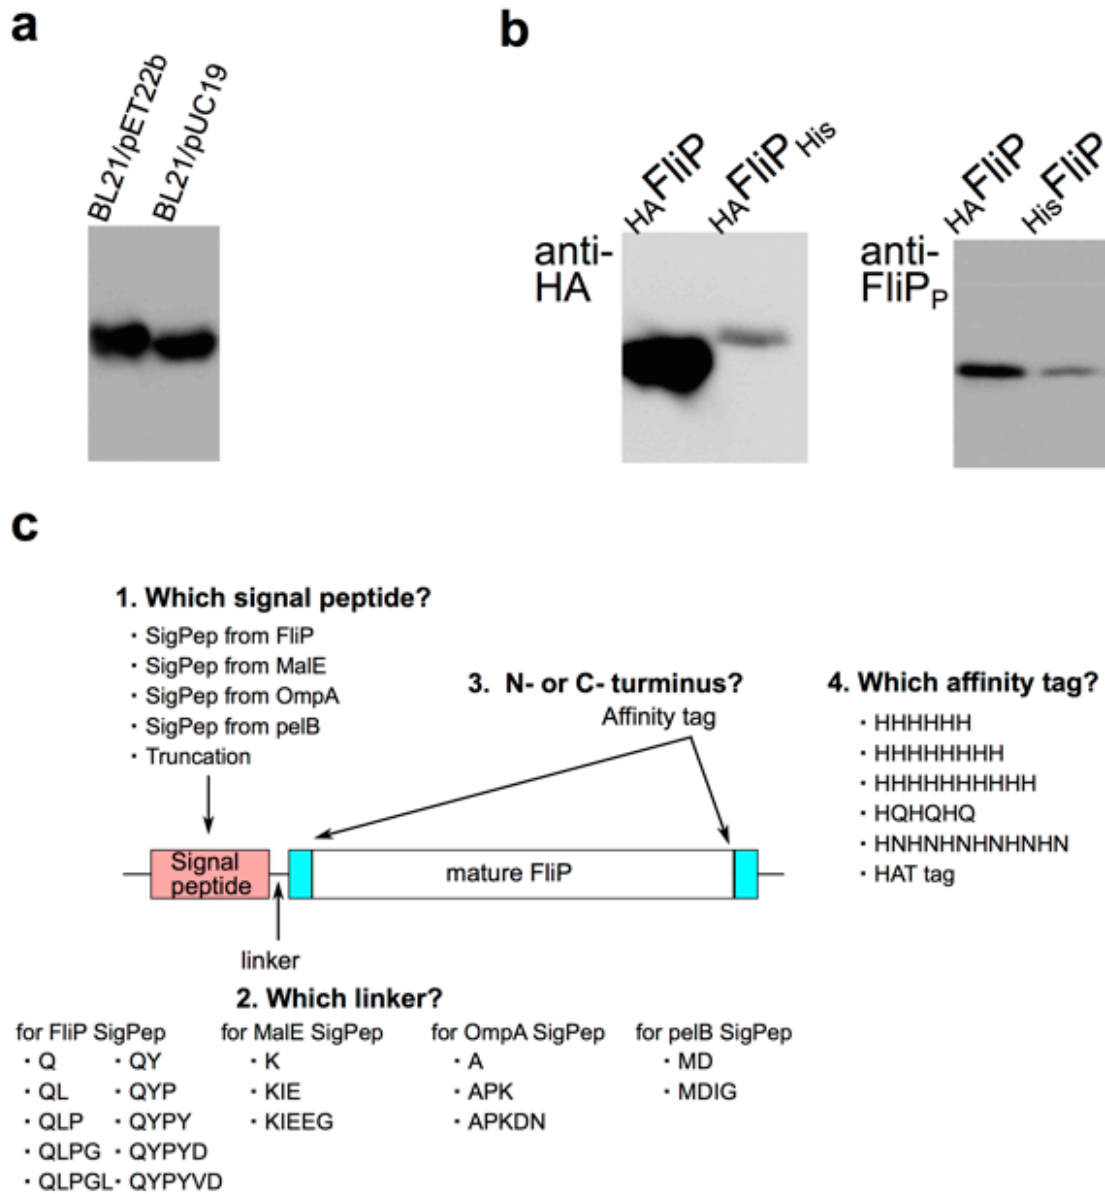 a
BL21/pET22b
BL21/pUC19
b
HAFliP
HAFliPHis
anti-
HA
HAFliP
HisFliP
anti-
FliPP
c
1. Which signal peptide?
・ SigPep from FliP
・ SigPep from MalE
・ SigPep from OmpA
・ SigPep from pelB
・ Truncation
3. N- or C- turminus?
Affinity tag
4. Which affinity tag?
・ HHHHHH
・ HHHHHHHH
・ HHHHHHHHHH
・ HQHQHQ
・ HNHNHNHNHNHN
・ HAT tag
Signal
peptide
mature FliP
linker
2. Which linker?
for FliP SigPep
・ Q ・ QY
・ QL ・ QYP
・ QLP ・ QYPY
・ QLPG ・ QYPYD
・ QLPGL・ QYPYVD
for MalE SigPep
・ K
・ KIE
・ KIEEG
for OmpA SigPep
・ A
・ APK
・ APKDN
for pelB SigPep
・ MD
・ MDIG